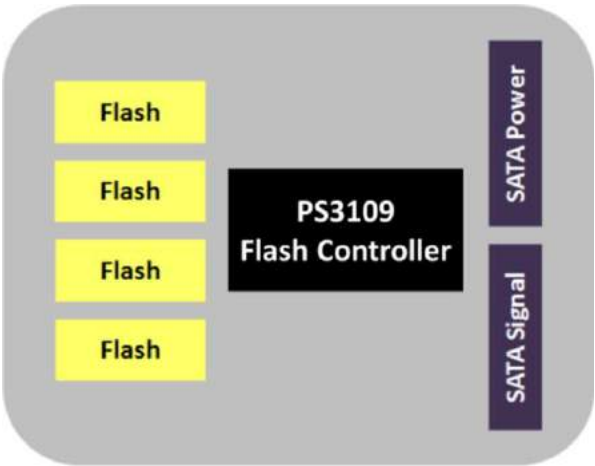 Flash
Flash
Flash
Flash
PS3109
Flash Controller
SATA Power
SATA Signal